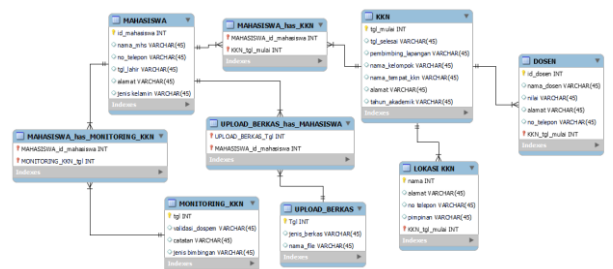 MAHASISWA
id_mahasiswa INT
nama_mhs VARCHAR(45)
no_telepon VARCHAR(45)
tgl_lahir VARCHAR(45)
alamat VARCHAR(45)
jenis kelamin VARCHAR(45)
Indexes
MAHASISWA_has_KKN
MAHASISWA_id_mahasiswa INT
KKN_tgl_mulai INT
Indexes
KKN
tgl_mulai INT
tgl_selesai VARCHAR(45)
pembimbing_lapangan VARCHAR(45)
nama_kelompok VARCHAR(45)
nama_tempat_kkn VARCHAR(45)
alamat VARCHAR(45)
tahun_akademik VARCHAR(45)
Indexes
DOSEN
id_dosen INT
nama_dosen VARCHAR(45)
nilai VARCHAR(45)
alamat VARCHAR(45)
no_telepon VARCHAR(45)
KKN_tgl_mulai INT
Indexes
MAHASISWA_has_MONITORING_KKN
MAHASISWA_id_mahasiswa INT
MONITORING_KKN_tgl INT
Indexes
UPLOAD_BERKAS_has_MAHASISWA
UPLOAD_BERKAS_Tgl INT
MAHASISWA_id_mahasiswa INT
Indexes
LOKASI KKN
nama INT
alamat VARCHAR(45)
no telepon VARCHAR(45)
pimpinan VARCHAR(45)
KKN_tgl_mulai INT
Indexes
MONITORING_KKN
tgl INT
validasi_dospen VARCHAR(45)
catatan VARCHAR(45)
jenis bimbingan VARCHAR(45)
Indexes
UPLOAD_BERKAS
Tgl INT
jenis_berkas VARCHAR(45)
nama_file VARCHAR(45)
Indexes